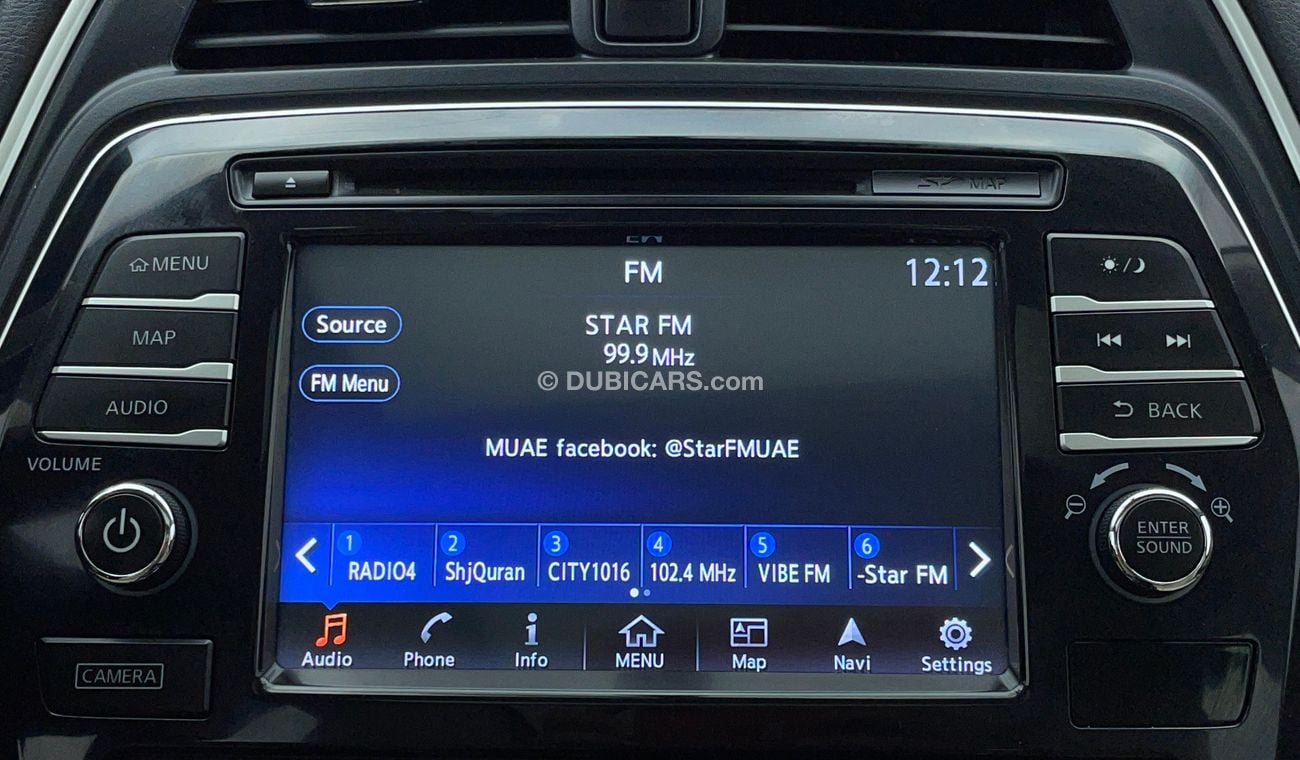 MAP
MENU
MAP
AUDIO
VOLUME
CAMERA
FM
12:12
Source
STAR FM
99.9 MHz
FM Menu
© DUBICARS.com
MUAE facebook: @StarFMUAE
1 RADIO4
2 ShjQuran
3 CITY1016
4 102.4 MHz
5 VIBE FM
6 -Star FM
Audio
Phone
Info
MENU
Map
Navi
Settings
BACK
ENTER
SOUND